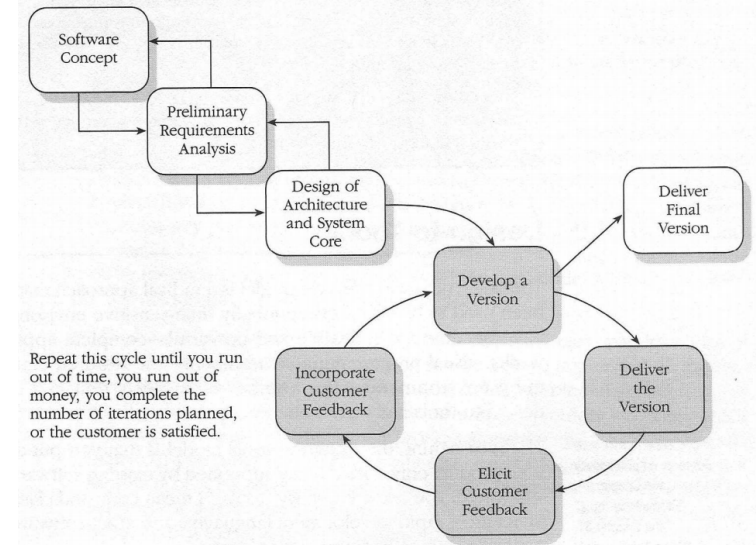 Software
Concept
Preliminary
Requirements
Analysis
Design of
Architecture
and System
Core
Deliver
Final
Version
Develop a
Version
Repeat this cycle until you run
out of time, you run out of
money, you complete the
number of iterations planned,
or the customer is satisfied.
Incorporate
Customer
Feedback
Deliver
the
Version
Elicit
Customer
Feedback